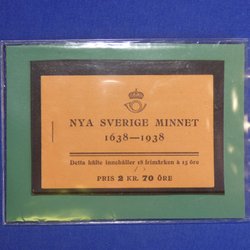 NYA SVERIGE MINNET
1638—1938
Detta häfte innehåller 18 frimärken à 15 öre
PRIS 2 KR. 70 ÖRE